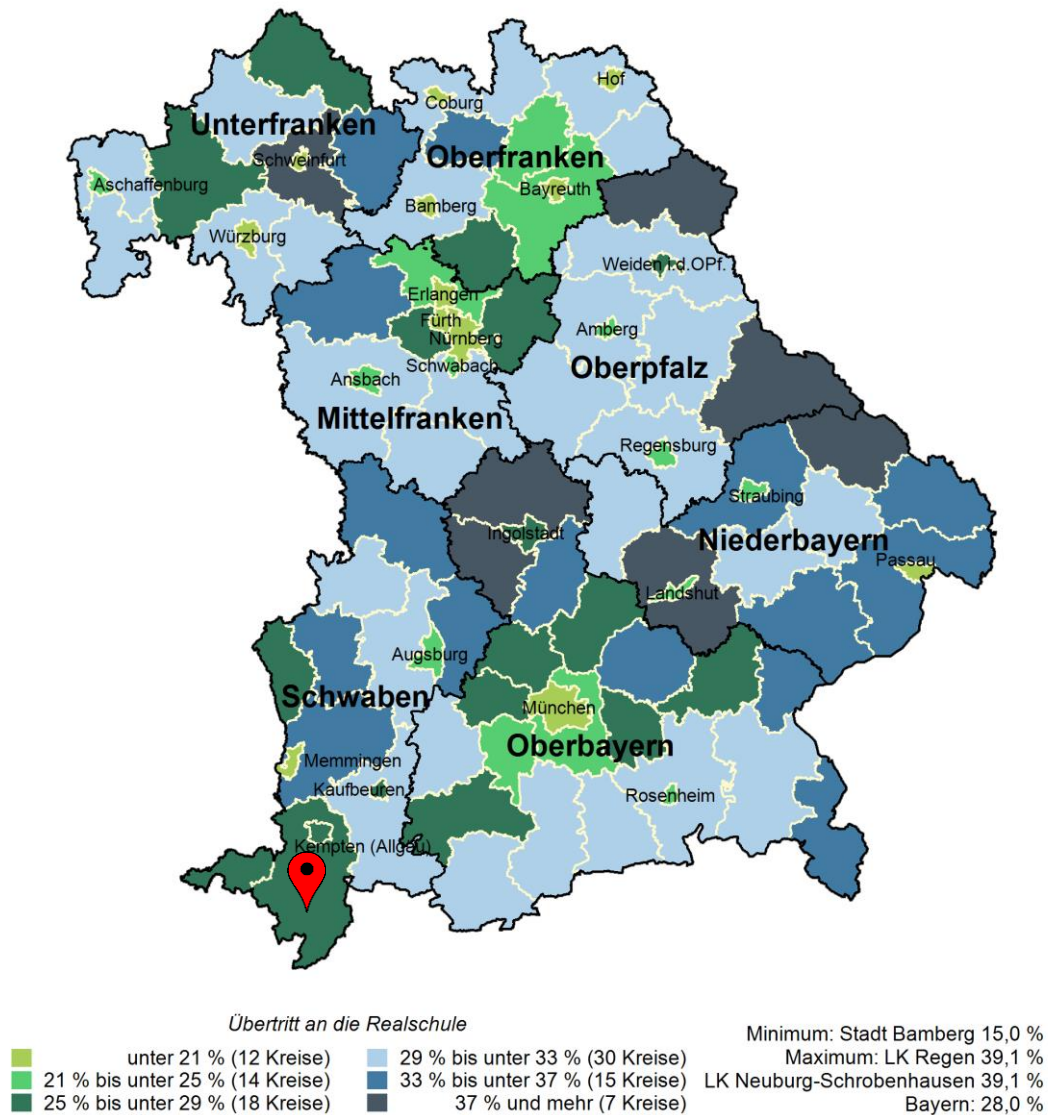 Hof
Coburg
Unterfranken
Oberfranken
Schweinfurt
Aschaffenburg
Bayreuth
Bamberg
Würzburg
Weiden i.d.OPf.
Erlangen
Fürth
Amberg
Nürnberg
Schwabach
Oberpfalz
Ansbach
Mittelfranken
Regensburg
Straubing
Ingolstadt
Niederbayern
Passau
Landshut
Augsburg
Schwaben
München
Oberbayern
Memmingen
Kaufbeuren
Rosenheim
Kempten (Allgäu)
Übertritt an die Realschule
unter 21 % (12 Kreise)
21 % bis unter 25 % (14 Kreise)
25 % bis unter 29 % (18 Kreise)
29 % bis unter 33 % (30 Kreise)
33 % bis unter 37 % (15 Kreise)
37 % und mehr (7 Kreise)
Minimum: Stadt Bamberg 15,0 %
Maximum: LK Regen 39,1 %
LK Neuburg-Schrobenhausen 39,1 %
Bayern: 28,0 %